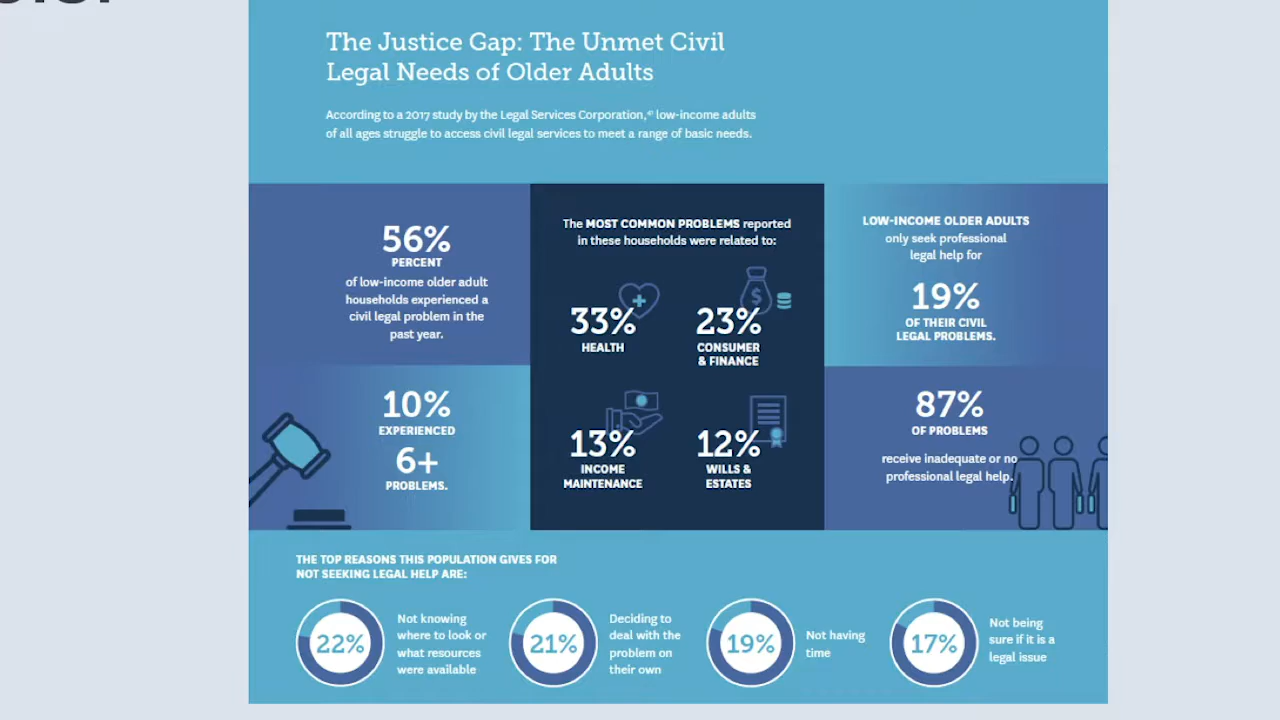 The Justice Gap: The Unmet Civil
Legal Needs of Older Adults
According to a 2017 study by the Legal Services Corporation,⁴⁷ low-income adults
of all ages struggle to access civil legal services to meet a range of basic needs.
56%
PERCENT
of low-income older adult
households experienced a
civil legal problem in the
past year.
10%
EXPERIENCED
6+
PROBLEMS.
The MOST COMMON PROBLEMS reported
in these households were related to:
33%
HEALTH
$
23%
CONSUMER
& FINANCE
13%
INCOME
MAINTENANCE
12%
WILLS &
ESTATES
LOW-INCOME OLDER ADULTS
only seek professional
legal help for
19%
OF THEIR CIVIL
LEGAL PROBLEMS.
87%
OF PROBLEMS
receive inadequate or no
professional legal help.
THE TOP REASONS THIS POPULATION GIVES FOR
NOT SEEKING LEGAL HELP ARE:
22%
Not knowing
where to look or
what resources
were available
21%
Deciding to
deal with the
problem on
their own
19%
Not having
time
17%
Not being
sure if it is a
legal issue